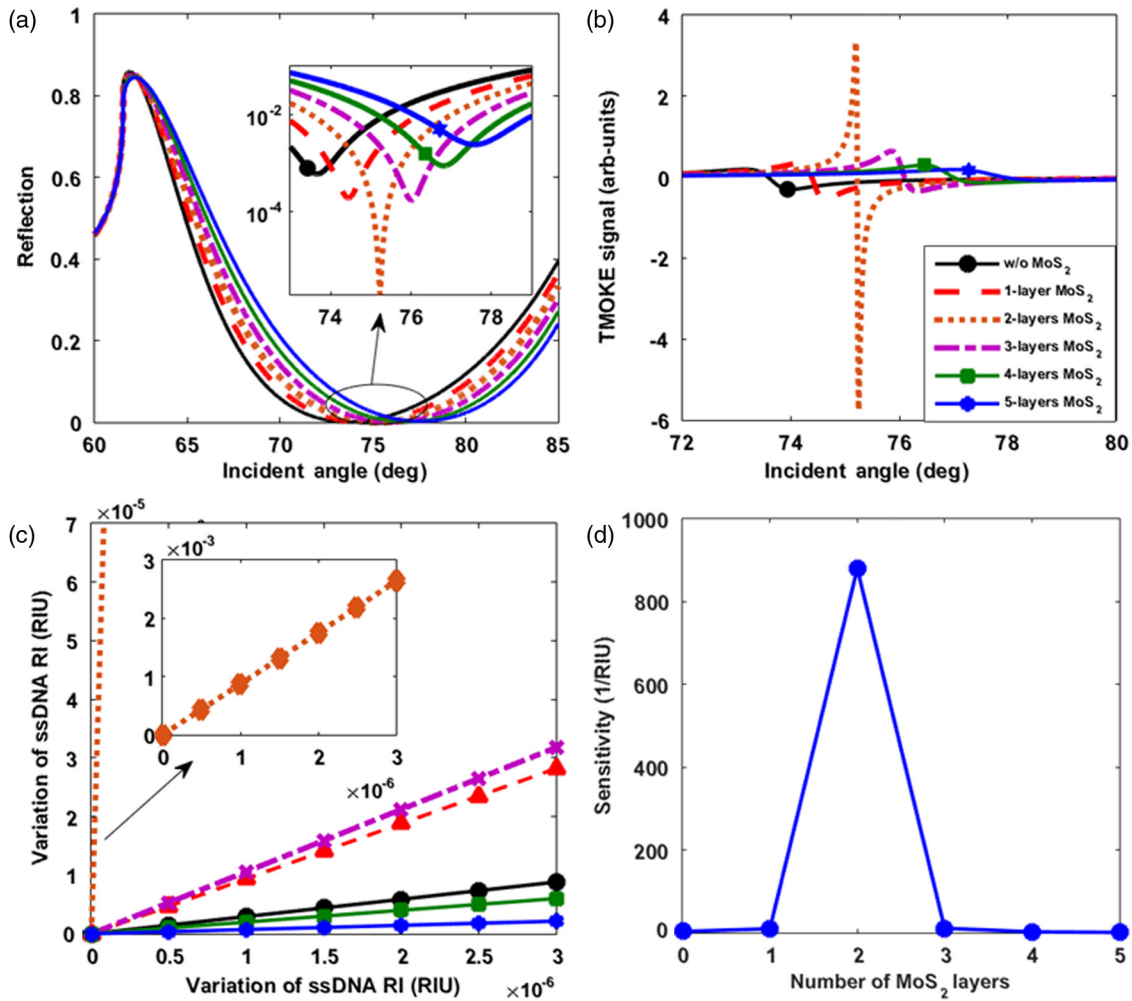 (a)
1
0.8
0.6
0.4
0.2
0
Reflection
60 65 70 75 80 85
Incident angle (deg)
10-2
10-4
74 76 78
(b)
4
2
0
-2
-4
-6
TMOKE signal (arb-units)
72 74 76 78 80
Incident angle (deg)
w/o MoS2
1-layer MoS2
2-layers MoS2
3-layers MoS2
4-layers MoS2
5-layers MoS2
(c)
×10-5
7
6
5
4
3
2
1
0
Variation of ssDNA RI (RIU)
0 0.5 1 1.5 2 2.5 3
Variation of ssDNA RI (RIU)
×10-6
×10-3
3
2
1
0
0 1 2 3
×10-6
(d)
1000
800
600
400
200
0
Sensitivity (1/RIU)
0 1 2 3 4 5
Number of MoS2 layers